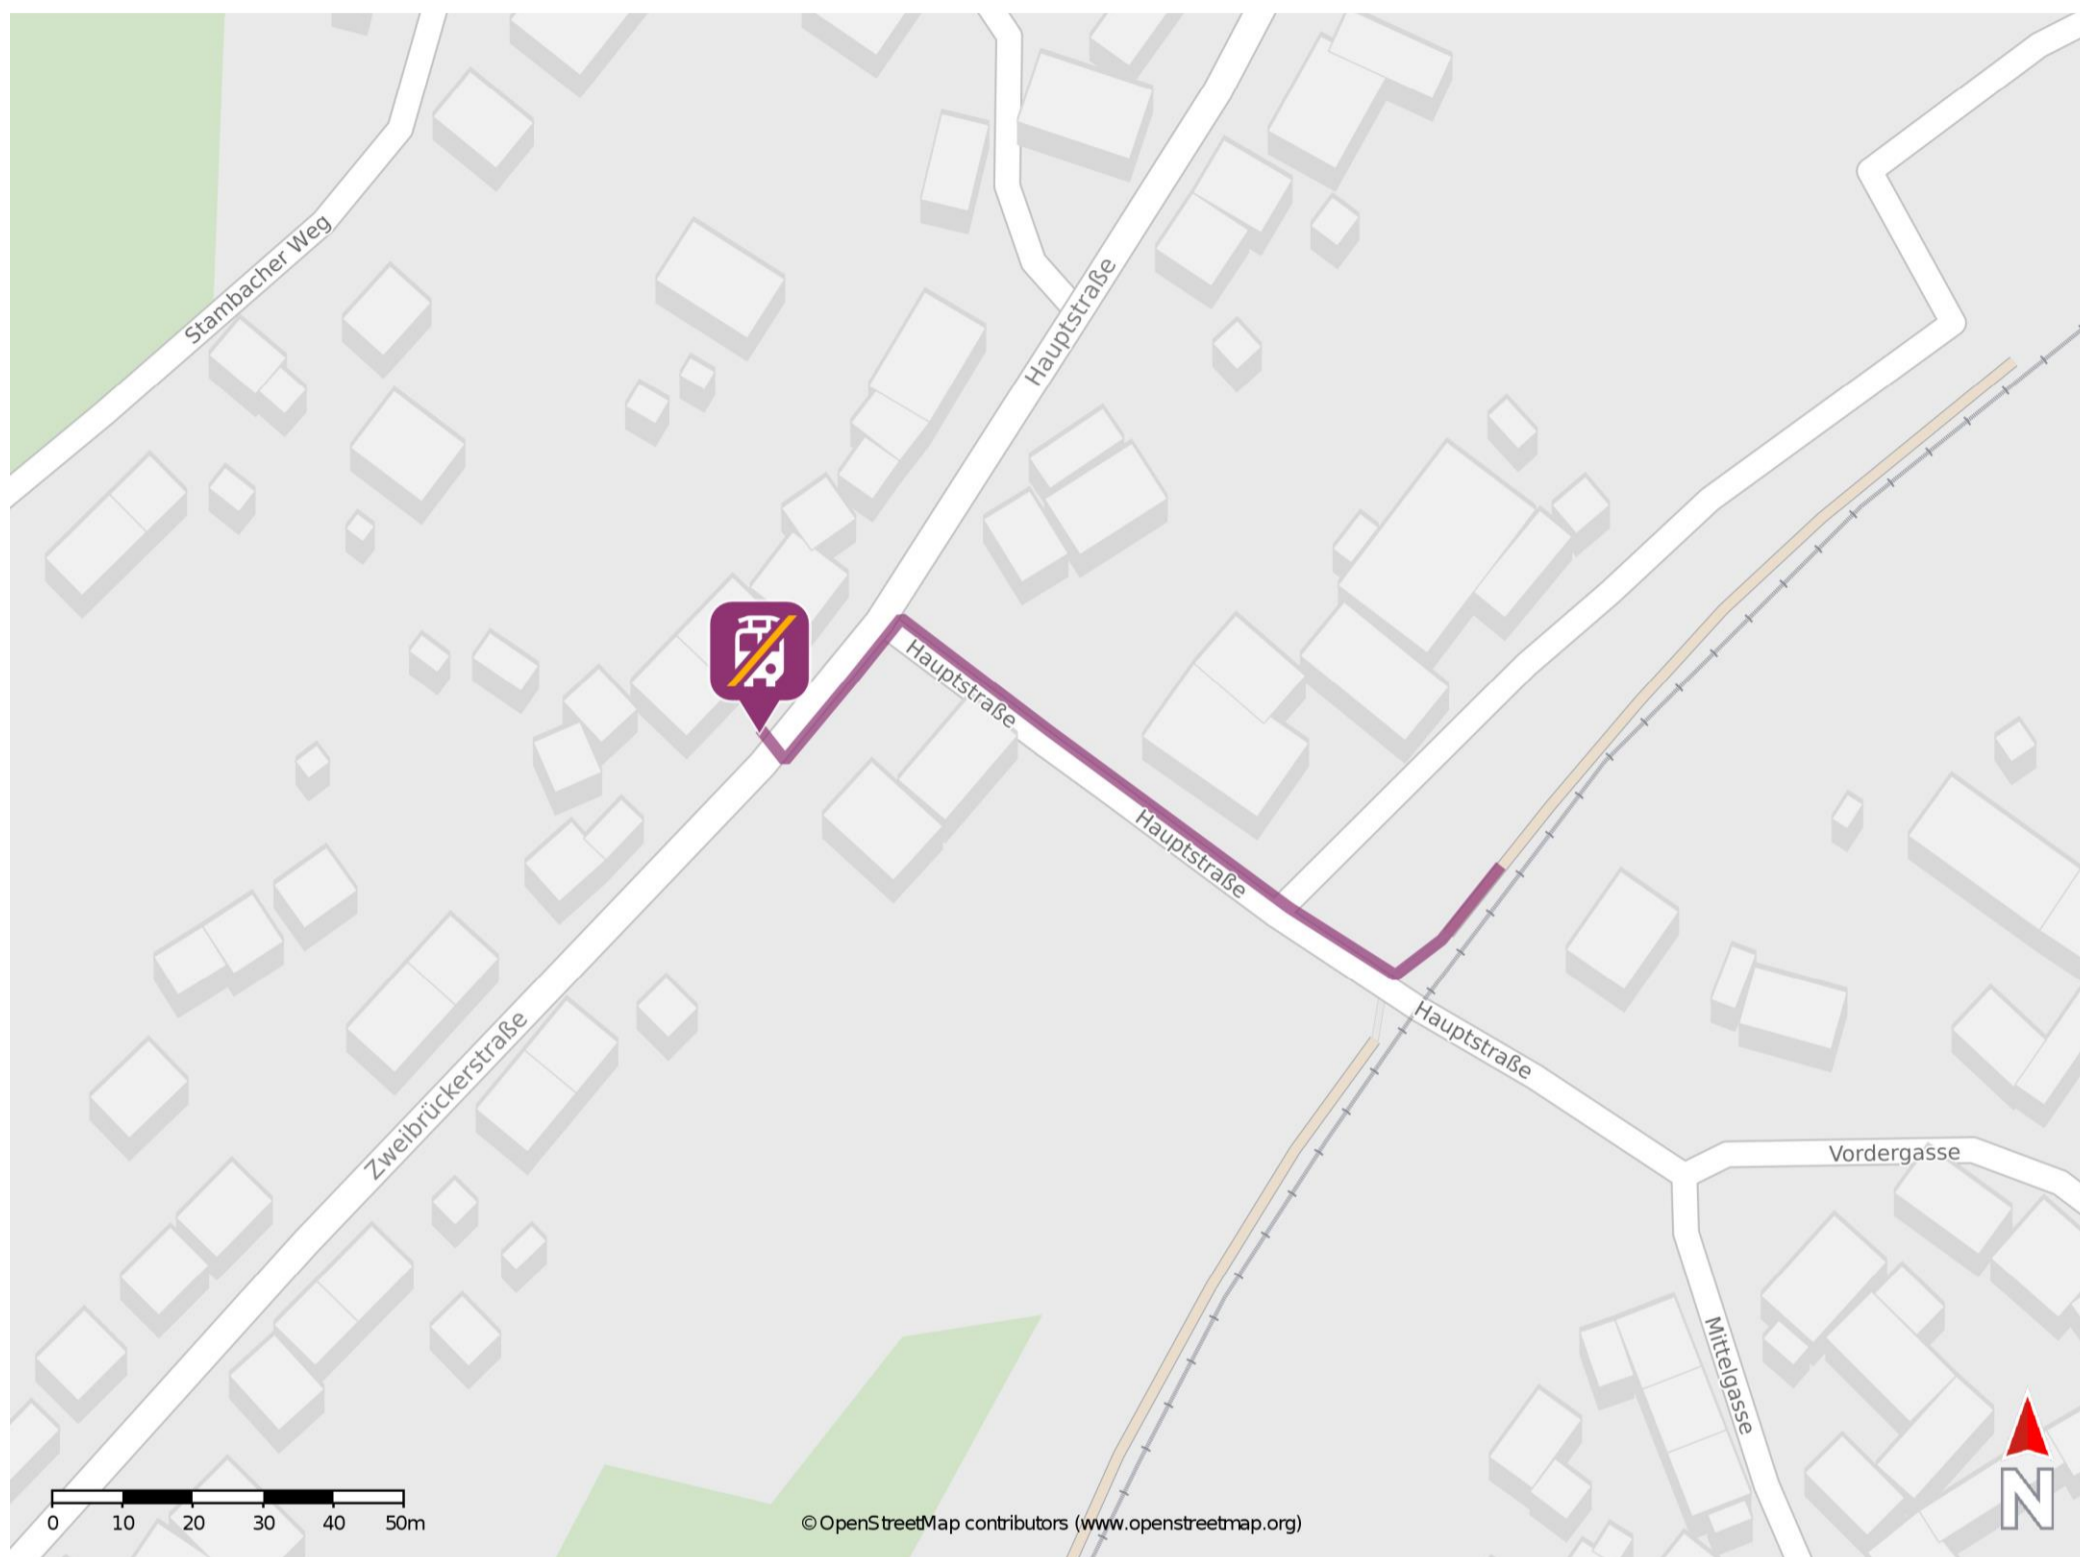 Stambacher Weg
Hauptstraße
Hauptstraße
Hauptstraße
Hauptstraße
Zweibrückerstraße
Vordergasse
Mittelgasse
N
0 10 20 30 40 50m
©OpenStreetMap contributors (www.openstreetmap.org)